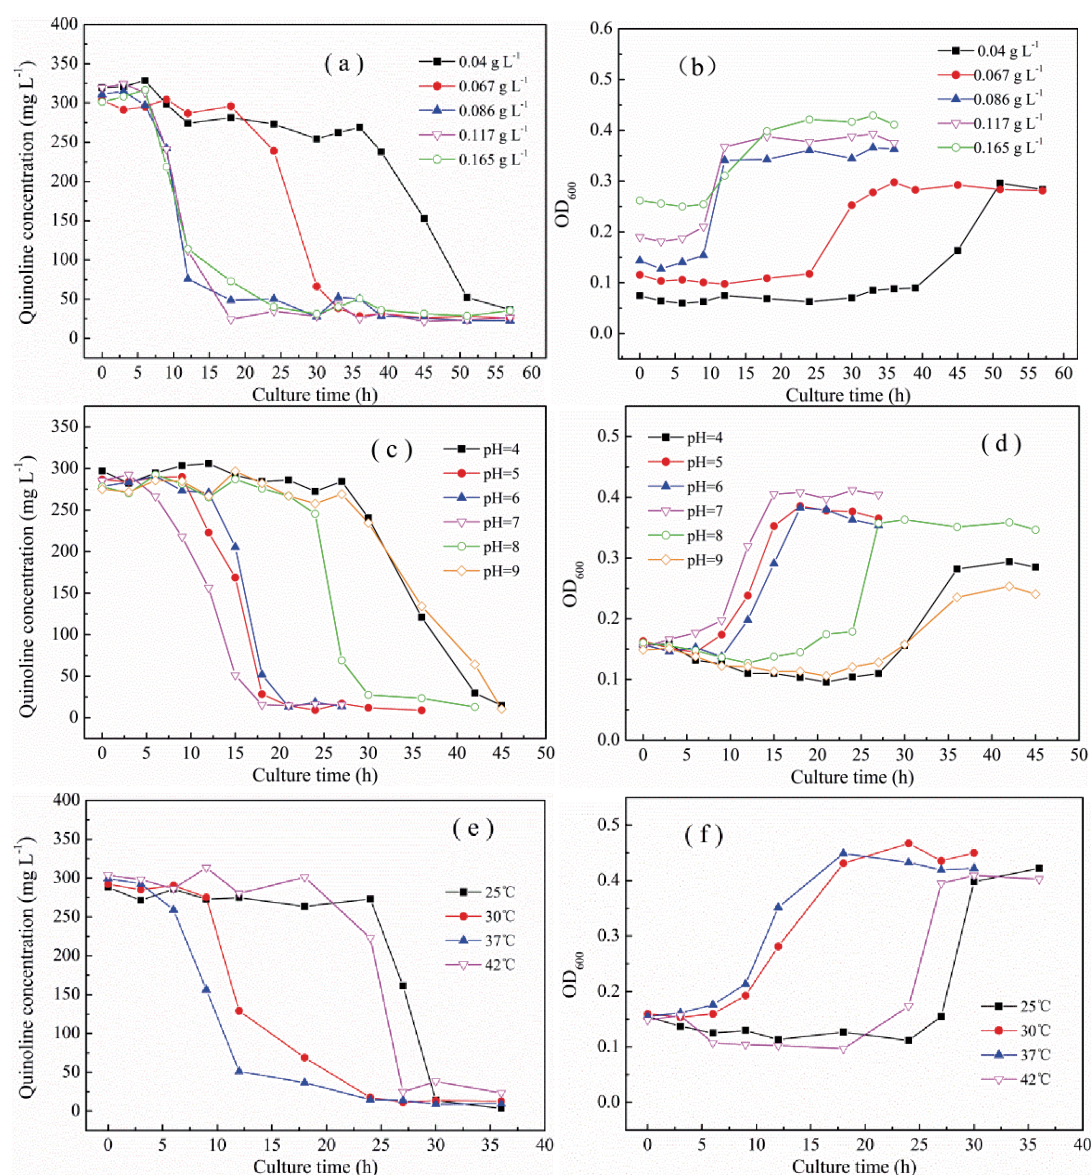 ( a )
400
350
300
250
200
150
100
50
0
Quinoline concentration (mg L-1)
0.04 g L-1
0.067 g L-1
0.086 g L-1
0.117 g L-1
0.165 g L-1
0 5 10 15 20 25 30 35 40 45 50 55 60
Culture time (h)
( b )
0.6
0.5
0.4
0.3
0.2
0.1
0.0
OD600
0.04 g L-1
0.067 g L-1
0.086 g L-1
0.117 g L-1
0.165 g L-1
0 5 10 15 20 25 30 35 40 45 50 55 60
Culture time (h)
( c )
350
300
250
200
150
100
50
0
Quinoline concentration (mg L-1)
pH=4
pH=5
pH=6
pH=7
pH=8
pH=9
0 5 10 15 20 25 30 35 40 45 50
Culture time (h)
( d )
0.5
0.4
0.3
0.2
0.1
0.0
OD600
pH=4
pH=5
pH=6
pH=7
pH=8
pH=9
0 5 10 15 20 25 30 35 40 45 50
Culture time (h)
( e )
400
350
300
250
200
150
100
50
0
Quinoline concentration (mg L-1)
25℃
30℃
37℃
42℃
0 5 10 15 20 25 30 35 40
Culture time (h)
( f )
0.5
0.4
0.3
0.2
0.1
0.0
OD600
25℃
30℃
37℃
42℃
0 5 10 15 20 25 30 35 40
Culture time (h)